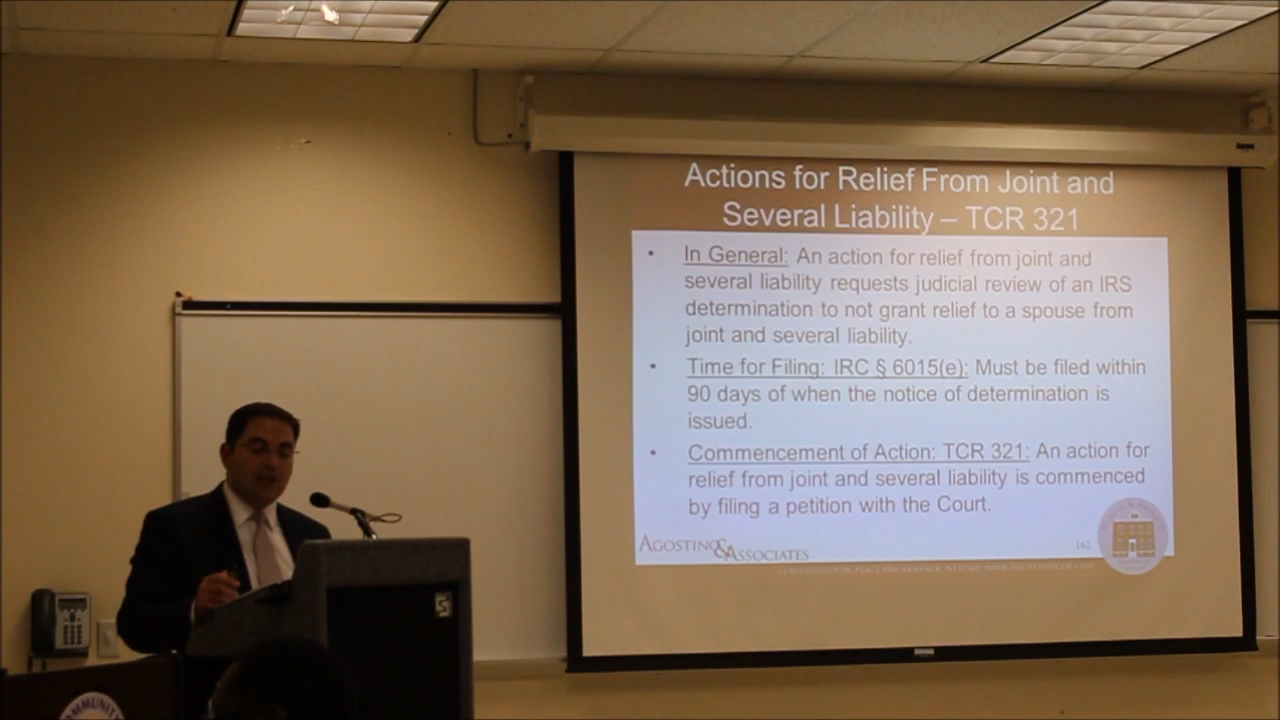 Actions for Relief From Joint and
Several Liability – TCR 321
• In General: An action for relief from joint and
several liability requests judicial review of an IRS
determination to not grant relief to a spouse from
joint and several liability.
• Time for Filing: IRC § 6015(e): Must be filed within
90 days of when the notice of determination is
issued.
• Commencement of Action: TCR 321: An action for
relief from joint and several liability is commenced
by filing a petition with the Court.
AGOSTINO & ASSOCIATES
162